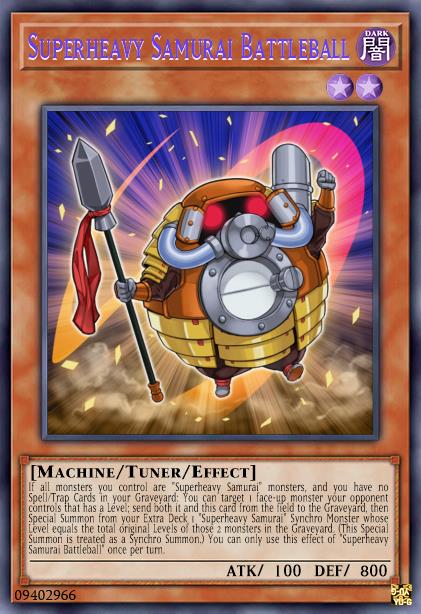 Superheavy Samurai Battleball
DARK
闇
[Machine/Tuner/Effect]
If all monsters you control are "Superheavy Samurai" monsters, and you have no
Spell/Trap Cards in your Graveyard: You can target 1 face-up monster your opponent
controls that has a Level; send both it and this card from the field to the Graveyard, then
Special Summon from your Extra Deck 1 "Superheavy Samurai" Synchro Monster whose
Level equals the total original Levels of those 2 monsters in the Graveyard. (This Special
Summon is treated as a Synchro Summon.) You can only use this effect of "Superheavy
Samurai Battleball" once per turn.
ATK/ 100 DEF/ 800
09402966